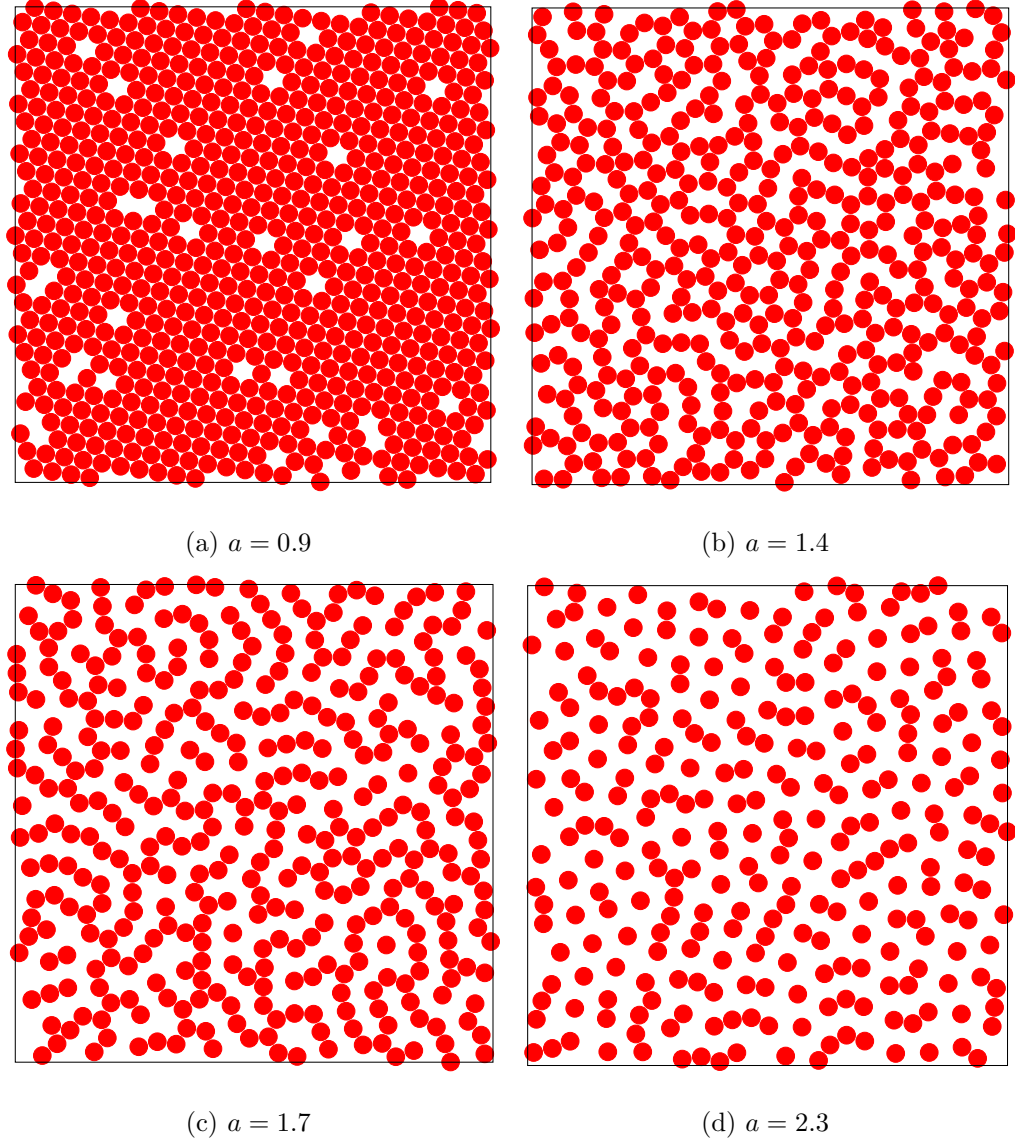 (a) a = 0.9
(b) a = 1.4
(c) a = 1.7
(d) a = 2.3